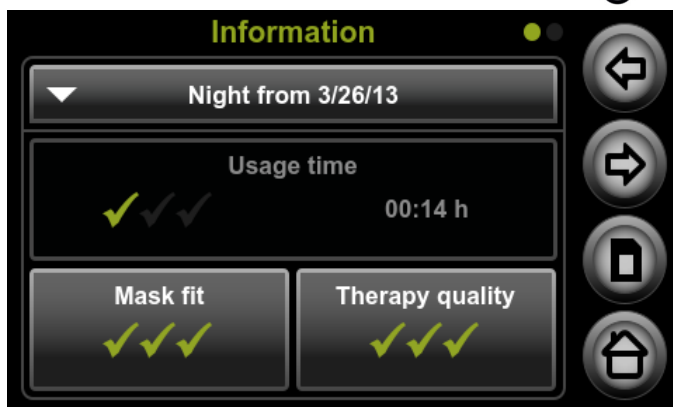 Information
Night from 3/26/13
Usage time
00:14 h
Mask fit
Therapy quality